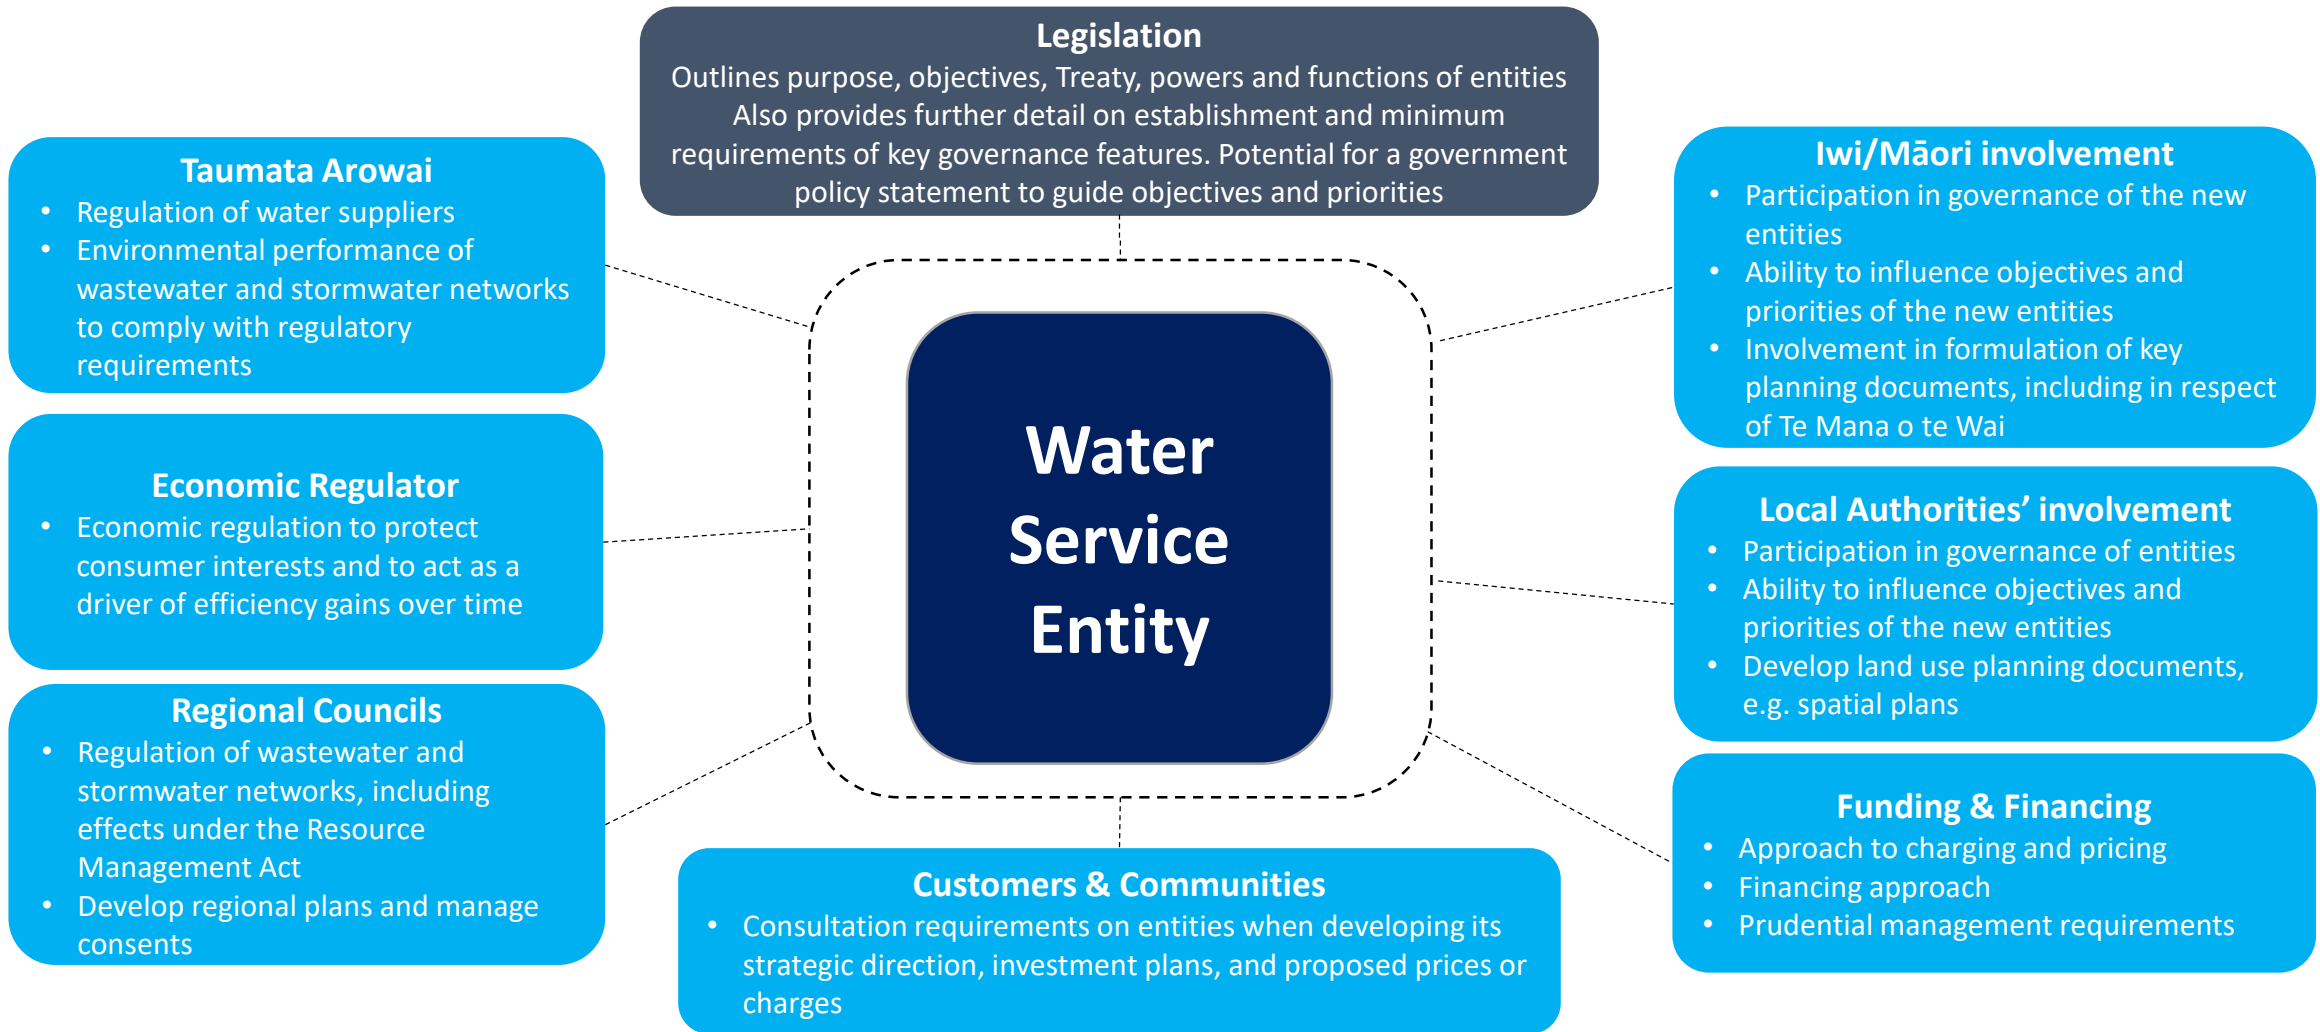 Legislation
Outlines purpose, objectives, Treaty, powers and functions of entities
Also provides further detail on establishment and minimum
requirements of key governance features. Potential for a government
policy statement to guide objectives and priorities
Taumata Arowai
• Regulation of water suppliers
• Environmental performance of
wastewater and stormwater networks
to comply with regulatory
requirements
Economic Regulator
• Economic regulation to protect
consumer interests and to act as a
driver of efficiency gains over time
Regional Councils
• Regulation of wastewater and
stormwater networks, including
effects under the Resource
Management Act
• Develop regional plans and manage
consents
Water
Service
Entity
Customers & Communities
• Consultation requirements on entities when developing its
strategic direction, investment plans, and proposed prices or
charges
Iwi/Māori involvement
• Participation in governance of the new
entities
• Ability to influence objectives and
priorities of the new entities
• Involvement in formulation of key
planning documents, including in respect
of Te Mana o te Wai
Local Authorities’ involvement
• Participation in governance of entities
• Ability to influence objectives and
priorities of the new entities
• Develop land use planning documents,
e.g. spatial plans
Funding & Financing
• Approach to charging and pricing
• Financing approach
• Prudential management requirements